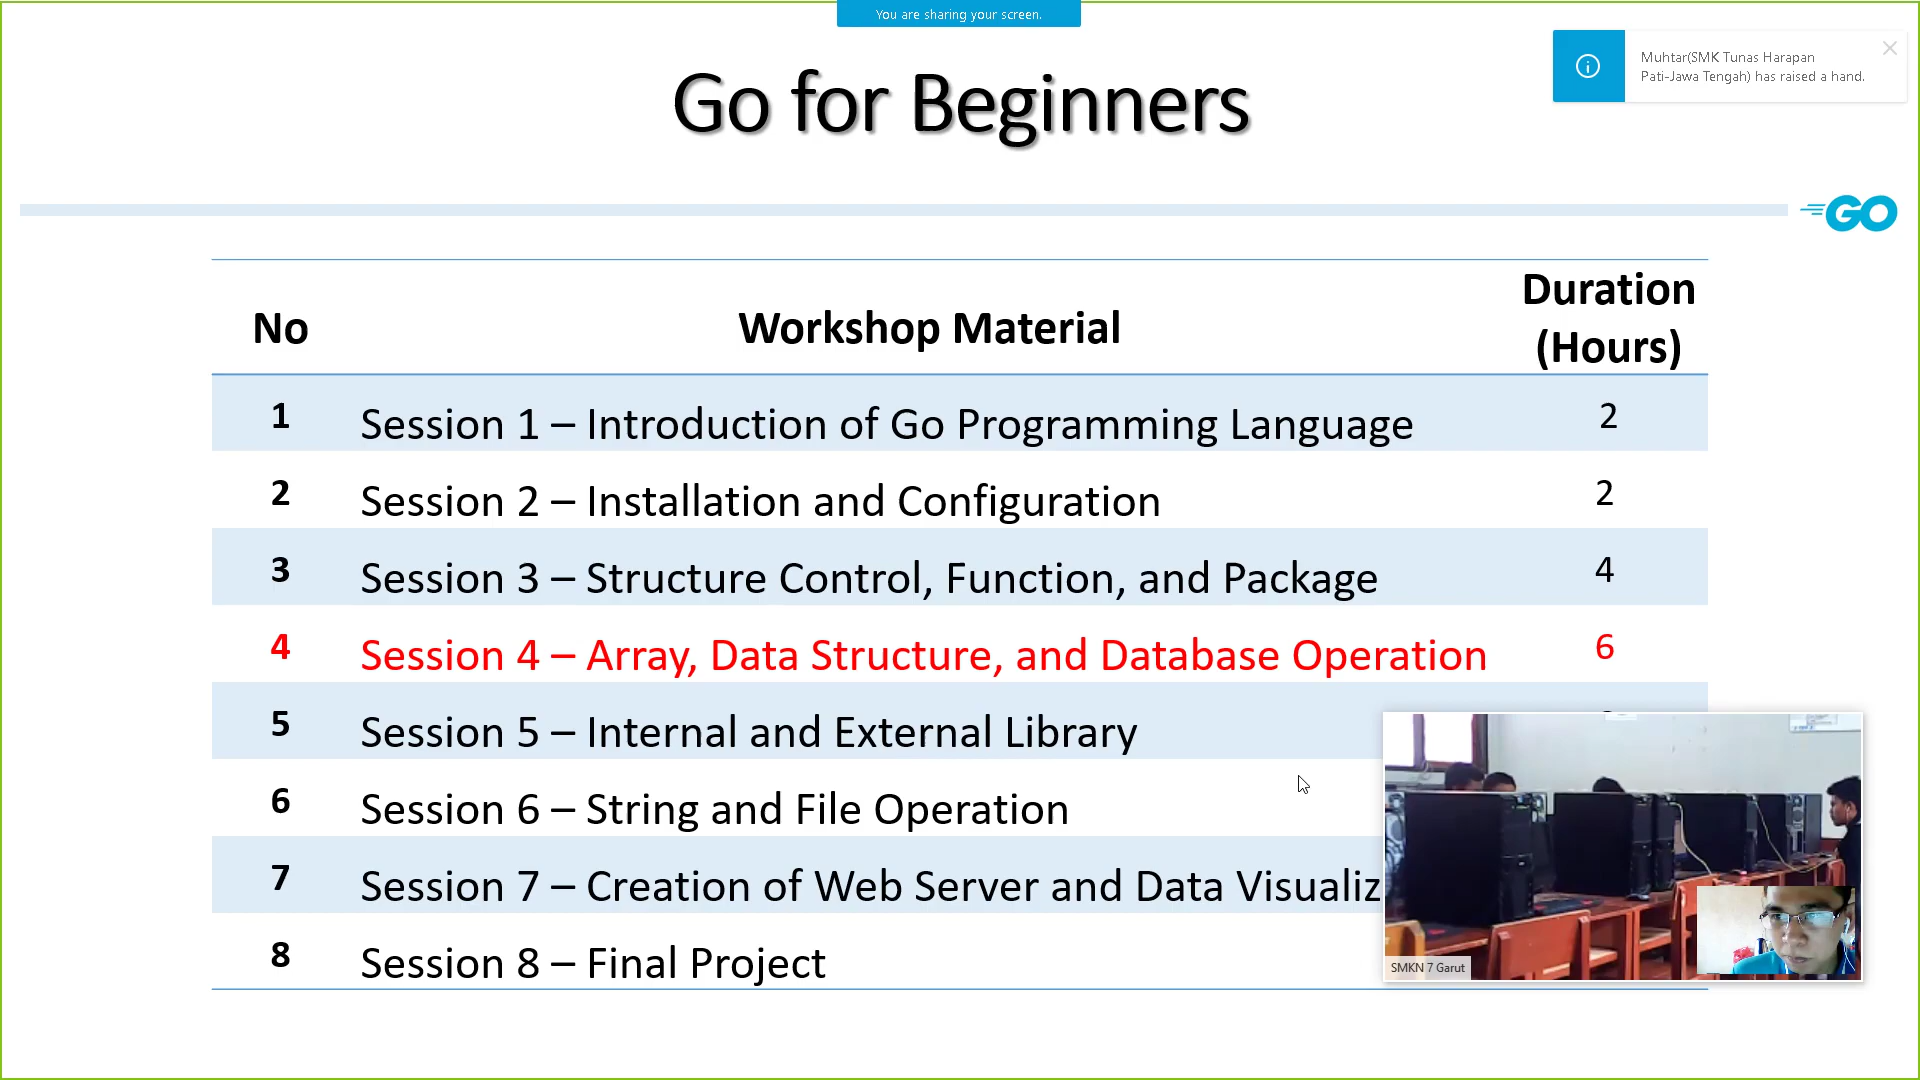 You are sharing your screen.
Muhtar(SMK Tunas Harapan
Pati-Jawa Tengah) has raised a hand.
Go for Beginners
GO
No Workshop Material Duration
(Hours)
1 Session 1 – Introduction of Go Programming Language 2
2 Session 2 – Installation and Configuration 2
3 Session 3 – Structure Control, Function, and Package 4
4 Session 4 – Array, Data Structure, and Database Operation 6
5 Session 5 – Internal and External Library
6 Session 6 – String and File Operation
7 Session 7 – Creation of Web Server and Data Visualiz
8 Session 8 – Final Project
SMKN 7 Garut